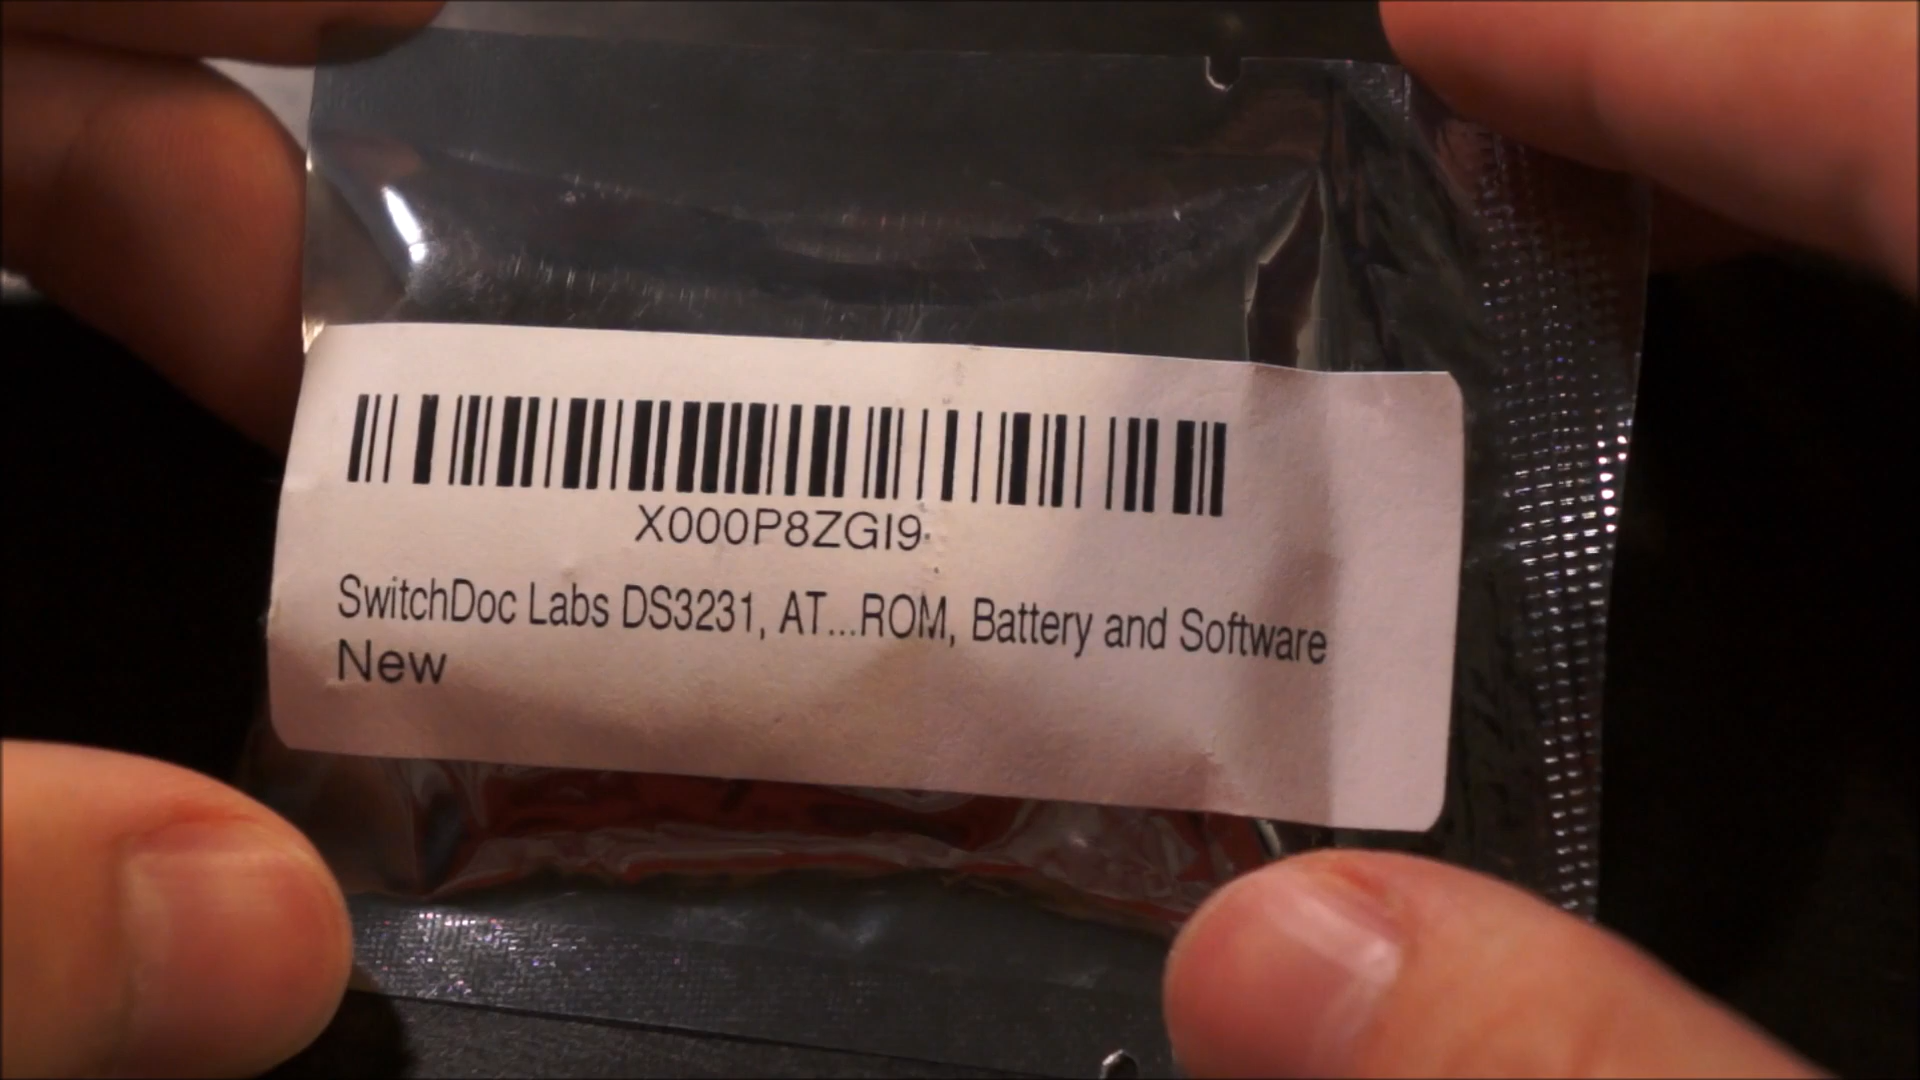 X000P8ZGI9
SwitchDoc Labs DS3231, AT...ROM, Battery and Software
New